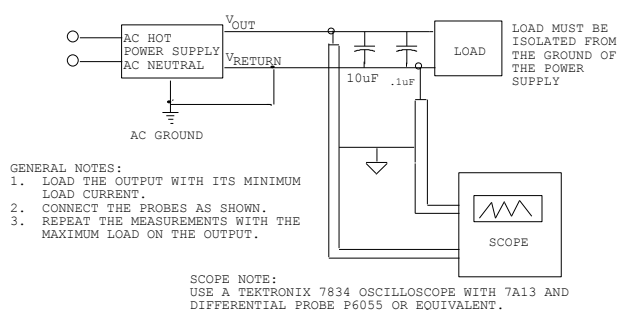 V OUT
AC HOT
POWER SUPPLY
AC NEUTRAL
V RETURN
10uF
.1uF
LOAD
LOAD MUST BE
ISOLATED FROM
THE GROUND OF
THE POWER
SUPPLY
AC GROUND
GENERAL NOTES:
1. LOAD THE OUTPUT WITH ITS MINIMUM
LOAD CURRENT.
2. CONNECT THE PROBES AS SHOWN.
3. REPEAT THE MEASUREMENTS WITH THE
MAXIMUM LOAD ON THE OUTPUT.
SCOPE
SCOPE NOTE:
USE A TEKTRONIX 7834 OSCILLOSCOPE WITH 7A13 AND
DIFFERENTIAL PROBE P6055 OR EQUIVALENT.